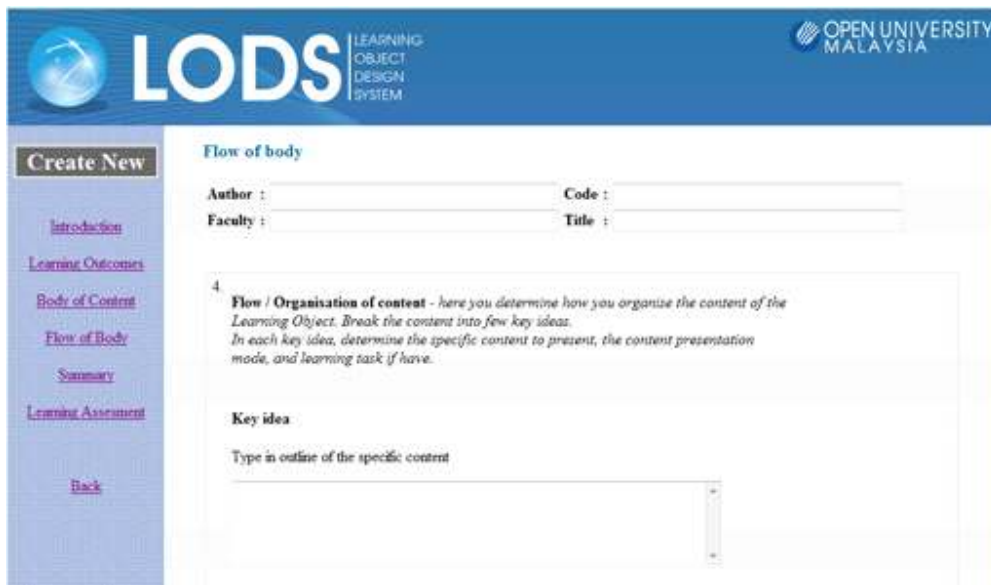 LODS
LEARNING
OBJECT
DESIGN
SYSTEM
OPEN UNIVERSITY
MALAYSIA
Create New
Introduction
Learning Outcomes
Body of Content
Flow of Body
Summary
Learning Assesment
Back
Flow of body
Author : Code :
Faculty : Title :
4.
Flow / Organisation of content - here you determine how you organize the content of the
Learning Object. Break the content into few key ideas.
In each key idea, determine the specific content to present, the content presentation
mode, and learning task if have.
Key idea
Type in outline of the specific content